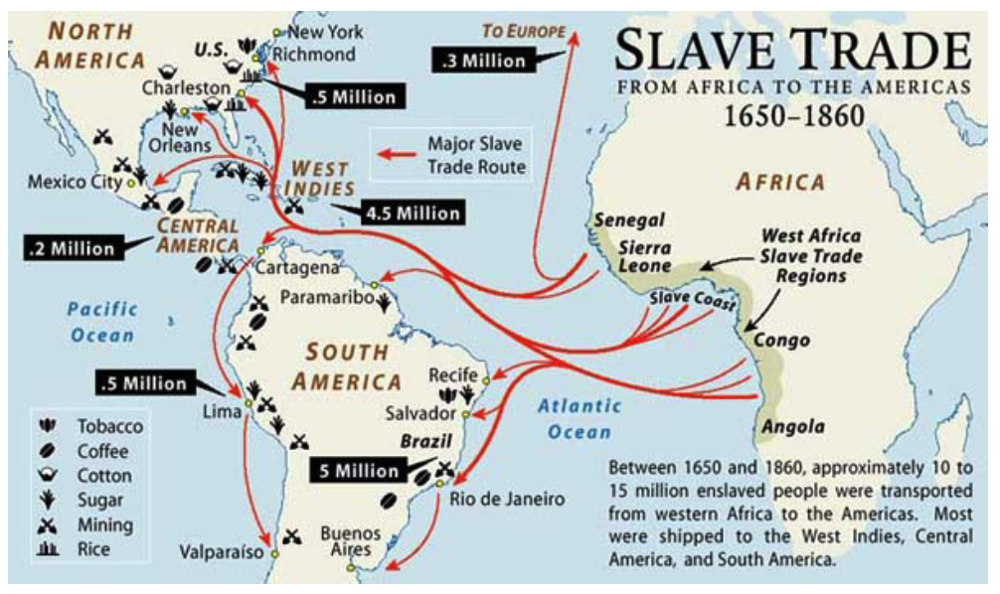 SLAVE TRADE
FROM AFRICA TO THE AMERICAS
1650–1860
NORTH
AMERICA
U.S.
New York
Richmond
.5 Million
Charleston
New
Orleans
Mexico City
TO EUROPE
.3 Million
Major Slave
Trade Route
WEST
INDIES
4.5 Million
CENTRAL
AMERICA
.2 Million
Cartagena
Paramaribo
Pacific
Ocean
SOUTH
AMERICA
.5 Million
Lima
Recife
Salvador
Brazil
5 Million
Rio de Janeiro
Valparaíso
Buenos
Aires
Atlantic
Ocean
AFRICA
Senegal
Sierra
Leone
West Africa
Slave Trade
Regions
Slave Coast
Congo
Angola
Tobacco
Coffee
Cotton
Sugar
Mining
Rice
Between 1650 and 1860, approximately 10 to
15 million enslaved people were transported
from western Africa to the Americas. Most
were shipped to the West Indies, Central
America, and South America.